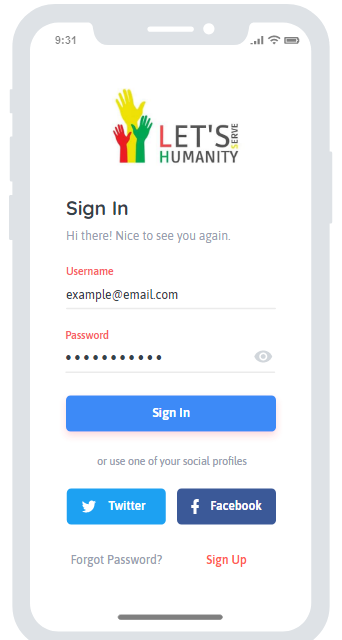 9:31
LET'S SERVE
HUMANITY
Sign In
Hi there! Nice to see you again.
Username
example@email.com
Password
Sign In
or use one of your social profiles
Twitter Facebook
Forgot Password? Sign Up